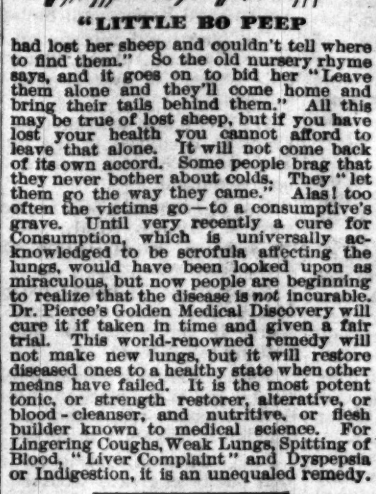 "LITTLE BO PEEP
had lost her sheep and couldn't tell where
to find them." So the old nursery rhyme
says, and it goes on to bid her "Leave
them alone and they'll come home and
bring their tails behind them." All this
may be true of lost sheep, but if you have
lost your health you cannot afford to
leave that alone. It will not come back
of its own accord. Some people brag that
they never bother about colds. They "let
them go the way they came." Alas! too
often the victims go—to a consumptive's
grave. Until very recently a cure for
Consumption, which is universally ac-
knowledged to be scrofula affecting the
lungs, would have been looked upon as
miraculous, but now people are beginning
to realize that the disease is not incurable.
Dr. Pierce's Golden Medical Discovery will
cure it if taken in time and given a fair
trial. This world-renowned remedy will
not make new lungs, but it will restore
diseased ones to a healthy state when other
means have failed. It is the most potent
tonic, or strength restorer, alterative, or
blood-cleanser, and nutritive, or flesh
builder known to medical science. For
Lingering Coughs, Weak Lungs, Spitting of
Blood, "Liver Complaint" and Dyspepsia
or Indigestion, it is an unequaled remedy.